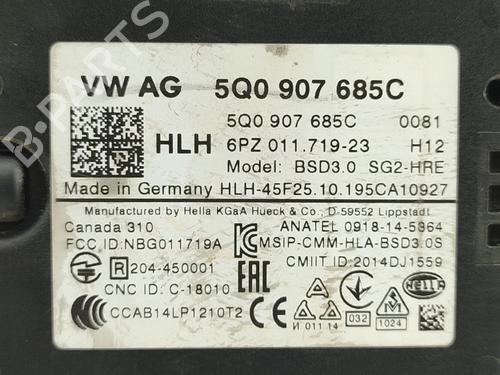 VW AG 5Q0 907 685C
5Q0 907 685C 0081
HLH 6PZ 011.719-23 H12
Model: BSD3.0 SG2-HRE
Made in Germany HLH-45F25.10.195CA10927
Manufactured by Hella KGaA Hueck & Co., D-59552 Lippstadt
Canada 310 ANATEL 0918-14-5364
FCC ID:NBG011719A MSIP-CMM-HLA-BSD3.0S
R 204-450001 EAC CMIIT ID:2014DJ1559
CNC ID: C-18010
CCAB14LP1210T2 И 011 14 032 1024 HELLA
B-PARTS